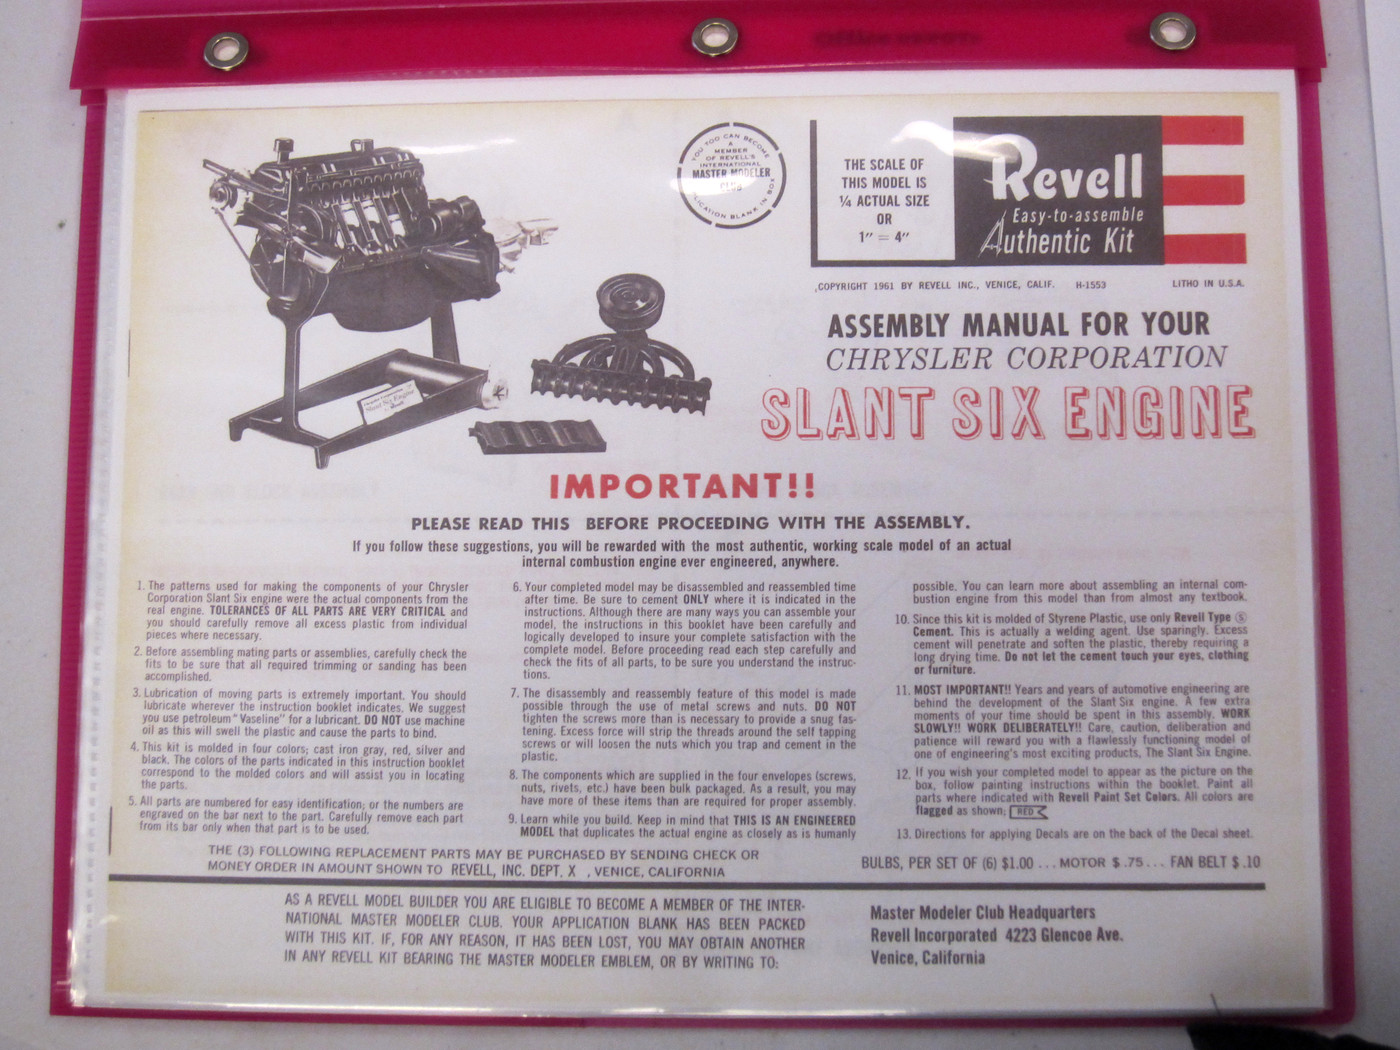 YOU TOO CAN BECOME
A
MEMBER
OF REVELL'S
INTERNATIONAL
MASTER MODELER
CLUB
BLANK IN BOX
THE SCALE OF
THIS MODEL IS
¼ ACTUAL SIZE
OR
1" = 4"
Revell
Easy-to-assemble
Authentic Kit
COPYRIGHT 1961 BY REVELL INC., VENICE, CALIF. H-1553 LITHO IN U.S.A.
ASSEMBLY MANUAL FOR YOUR
CHRYSLER CORPORATION
SLANT SIX ENGINE
Slant Six Engine
IMPORTANT!!
PLEASE READ THIS BEFORE PROCEEDING WITH THE ASSEMBLY.
If you follow these suggestions, you will be rewarded with the most authentic, working scale model of an actual
internal combustion engine ever engineered, anywhere.
1. The patterns used for making the components of your Chrysler
Corporation Slant Six engine were the actual components from the
real engine. TOLERANCES OF ALL PARTS ARE VERY CRITICAL and
you should carefully remove all excess plastic from individual
pieces where necessary.
2. Before assembling mating parts or assemblies, carefully check the
fits to be sure that all required trimming or sanding has been
accomplished.
3. Lubrication of moving parts is extremely important. You should
lubricate wherever the instruction booklet indicates. We suggest
you use petroleum "Vaseline" for a lubricant. DO NOT use machine
oil as this will swell the plastic and cause the parts to bind.
4. This kit is molded in four colors; cast iron gray, red, silver and
black. The colors of the parts indicated in this instruction booklet
correspond to the molded colors and will assist you in locating
the parts.
5. All parts are numbered for easy identification; or the numbers are
engraved on the bar next to the part. Carefully remove each part
from its bar only when that part is to be used.
6. Your completed model may be disassembled and reassembled time
after time. Be sure to cement ONLY where it is indicated in the
instructions. Although there are many ways you can assemble your
model, the instructions in this booklet have been carefully and
logically developed to insure your complete satisfaction with the
complete model. Before proceeding read each step carefully and
check the fits of all parts, to be sure you understand the instruc-
tions.
7. The disassembly and reassembly feature of this model is made
possible through the use of metal screws and nuts. DO NOT
tighten the screws more than is necessary to provide a snug fas-
tening. Excess force will strip the threads around the self tapping
screws or will loosen the nuts which you trap and cement in the
plastic.
8. The components which are supplied in the four envelopes (screws,
nuts, rivets, etc.) have been bulk packaged. As a result, you may
have more of these items than are required for proper assembly.
9. Learn while you build. Keep in mind that THIS IS AN ENGINEERED
MODEL that duplicates the actual engine as closely as is humanly
possible. You can learn more about assembling an internal com-
bustion engine from this model than from almost any textbook.
10. Since this kit is molded of Styrene Plastic, use only Revell Type Ⓢ
Cement. This is actually a welding agent. Use sparingly. Excess
cement will penetrate and soften the plastic, thereby requiring a
long drying time. Do not let the cement touch your eyes, clothing
or furniture.
11. MOST IMPORTANT!! Years and years of automotive engineering are
behind the development of the Slant Six engine. A few extra
moments of your time should be spent in this assembly. WORK
SLOWLY!! WORK DELIBERATELY!! Care, caution, deliberation and
patience will reward you with a flawlessly functioning model of
one of engineering's most exciting products, The Slant Six Engine.
12. If you wish your completed model to appear as the picture on the
box, follow painting instructions within the booklet. Paint all
parts where indicated with Revell Paint Set Colors. All colors are
flagged as shown; RED
13. Directions for applying Decals are on the back of the Decal sheet.
THE (3) FOLLOWING REPLACEMENT PARTS MAY BE PURCHASED BY SENDING CHECK OR
MONEY ORDER IN AMOUNT SHOWN TO REVELL, INC. DEPT. X , VENICE, CALIFORNIA
BULBS, PER SET OF (6) $1.00 ... MOTOR $.75 ... FAN BELT $.10
AS A REVELL MODEL BUILDER YOU ARE ELIGIBLE TO BECOME A MEMBER OF THE INTER-
NATIONAL MASTER MODELER CLUB. YOUR APPLICATION BLANK HAS BEEN PACKED
WITH THIS KIT. IF, FOR ANY REASON, IT HAS BEEN LOST, YOU MAY OBTAIN ANOTHER
IN ANY REVELL KIT BEARING THE MASTER MODELER EMBLEM, OR BY WRITING TO:
Master Modeler Club Headquarters
Revell Incorporated 4223 Glencoe Ave.
Venice, California